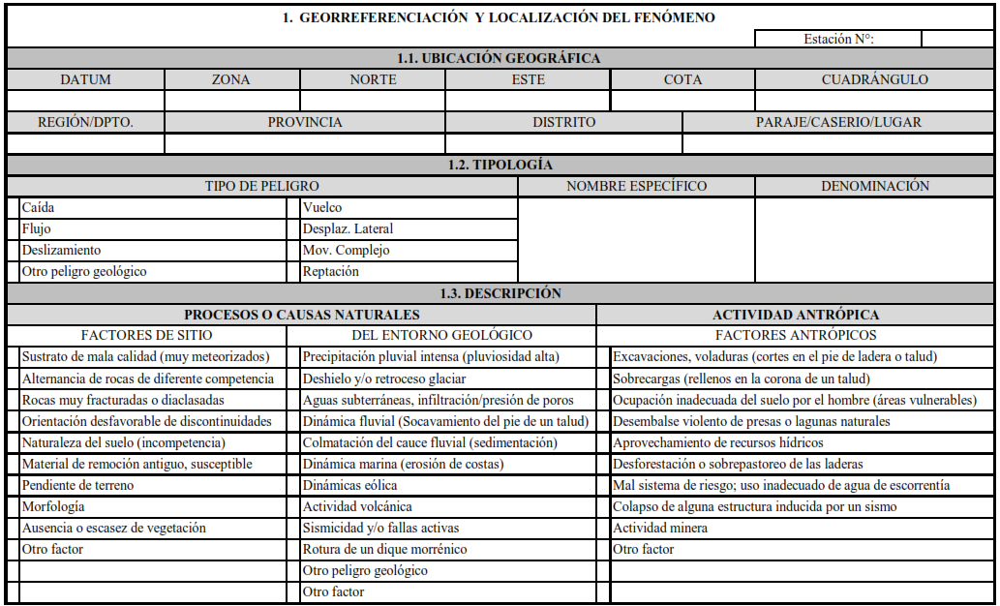 1. GEORREFERENCIACIÓN Y LOCALIZACIÓN DEL FENÓMENO
Estación N°:
1.1. UBICACIÓN GEOGRÁFICA
DATUM ZONA NORTE ESTE COTA CUADRÁNGULO
REGIÓN/DPTO. PROVINCIA DISTRITO PARAJE/CASERIO/LUGAR
1.2. TIPOLOGÍA
TIPO DE PELIGRO NOMBRE ESPECÍFICO DENOMINACIÓN
Caída Vuelco
Flujo Desplaz. Lateral
Deslizamiento Mov. Complejo
Otro peligro geológico Reptación
1.3. DESCRIPCIÓN
PROCESOS O CAUSAS NATURALES ACTIVIDAD ANTRÓPICA
FACTORES DE SITIO DEL ENTORNO GEOLÓGICO FACTORES ANTRÓPICOS
Sustrato de mala calidad (muy meteorizados) Precipitación pluvial intensa (pluviosidad alta) Excavaciones, voladuras (cortes en el pie de ladera o talud)
Alternancia de rocas de diferente competencia Deshielo y/o retroceso glaciar Sobrecargas (rellenos en la corona de un talud)
Rocas muy fracturadas o diaclasadas Aguas subterráneas, infiltración/presión de poros Ocupación inadecuada del suelo por el hombre (áreas vulnerables)
Orientación desfavorable de discontinuidades Dinámica fluvial (Socavamiento del pie de un talud) Desembalse violento de presas o lagunas naturales
Naturaleza del suelo (incompetencia) Colmatación del cauce fluvial (sedimentación) Aprovechamiento de recursos hídricos
Material de remoción antiguo, susceptible Dinámica marina (erosión de costas) Desforestación o sobrepastoreo de las laderas
Pendiente de terreno Dinámicas eólica Mal sistema de riesgo; uso inadecuado de agua de escorrentía
Morfología Actividad volcánica Colapso de alguna estructura inducida por un sismo
Ausencia o escasez de vegetación Sismicidad y/o fallas activas Actividad minera
Otro factor Rotura de un dique morrénico Otro factor
Otro peligro geológico
Otro factor